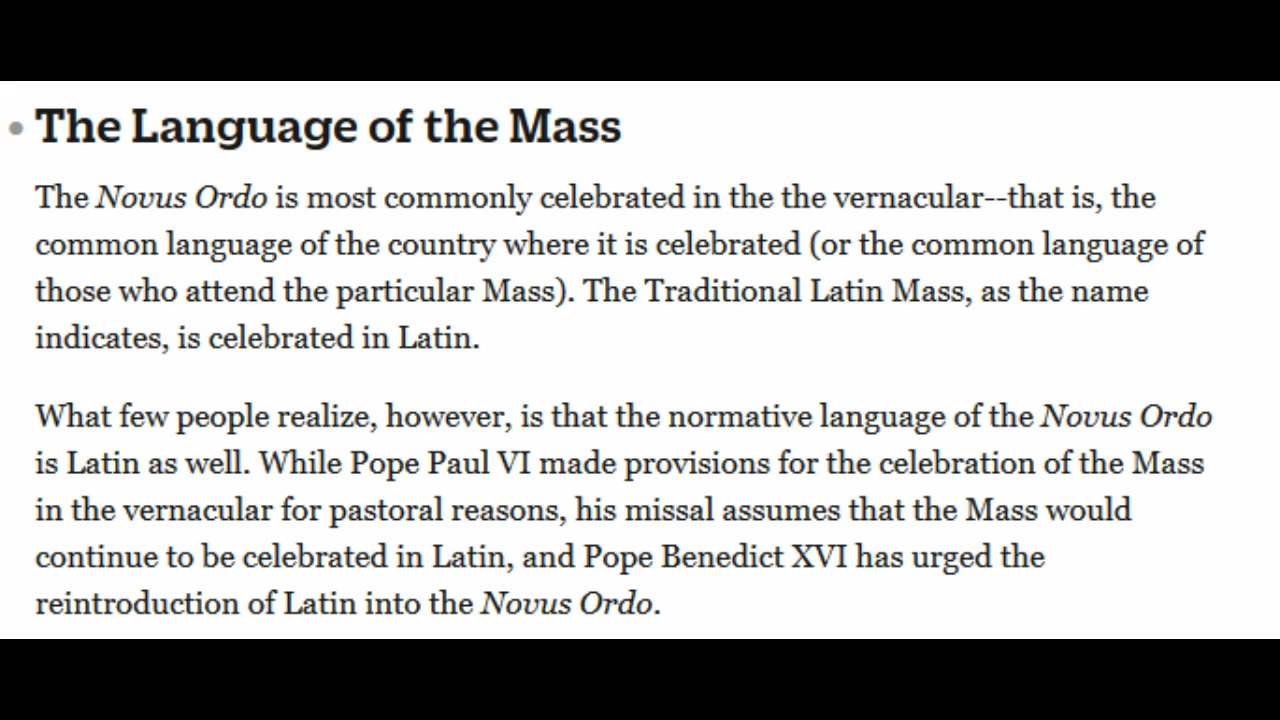 The Language of the Mass
The Novus Ordo is most commonly celebrated in the the vernacular--that is, the
common language of the country where it is celebrated (or the common language of
those who attend the particular Mass). The Traditional Latin Mass, as the name
indicates, is celebrated in Latin.
What few people realize, however, is that the normative language of the Novus Ordo
is Latin as well. While Pope Paul VI made provisions for the celebration of the Mass
in the vernacular for pastoral reasons, his missal assumes that the Mass would
continue to be celebrated in Latin, and Pope Benedict XVI has urged the
reintroduction of Latin into the Novus Ordo.